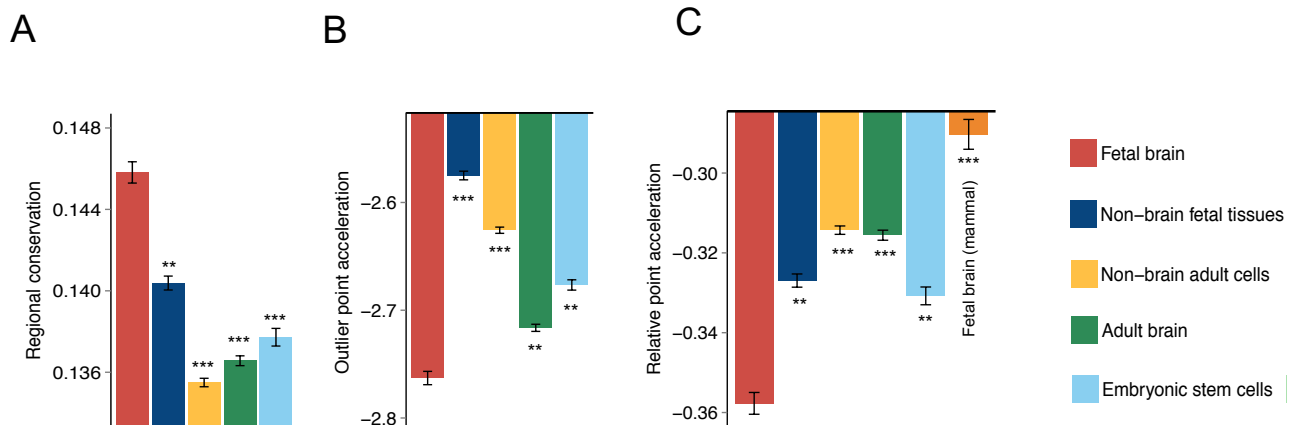 A
B
C
Regional conservation
0.148
0.144
0.140
0.136
**
***
***
***
Outlier point acceleration
−2.6
−2.7
−2.8
***
***
**
**
Relative point acceleration
−0.30
−0.32
−0.34
−0.36
**
***
***
**
***
Fetal brain (mammal)
Fetal brain
Non−brain fetal tissues
Non−brain adult cells
Adult brain
Embryonic stem cells